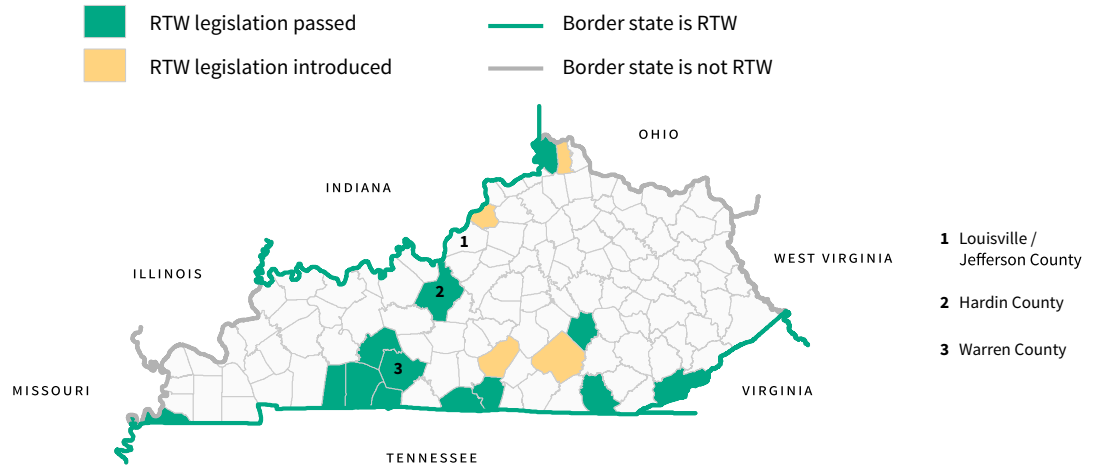 RTW legislation passed
Border state is RTW
RTW legislation introduced
Border state is not RTW
OHIO
INDIANA
1
1 Louisville /
Jefferson County
WEST VIRGINIA
ILLINOIS
2
2 Hardin County
3 Warren County
3
MISSOURI
VIRGINIA
TENNESSEE